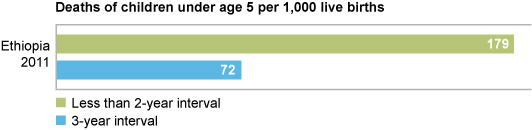 Deaths of children under age 5 per 1,000 live births
Ethiopia
2011
179
72
Less than 2-year interval
3-year interval